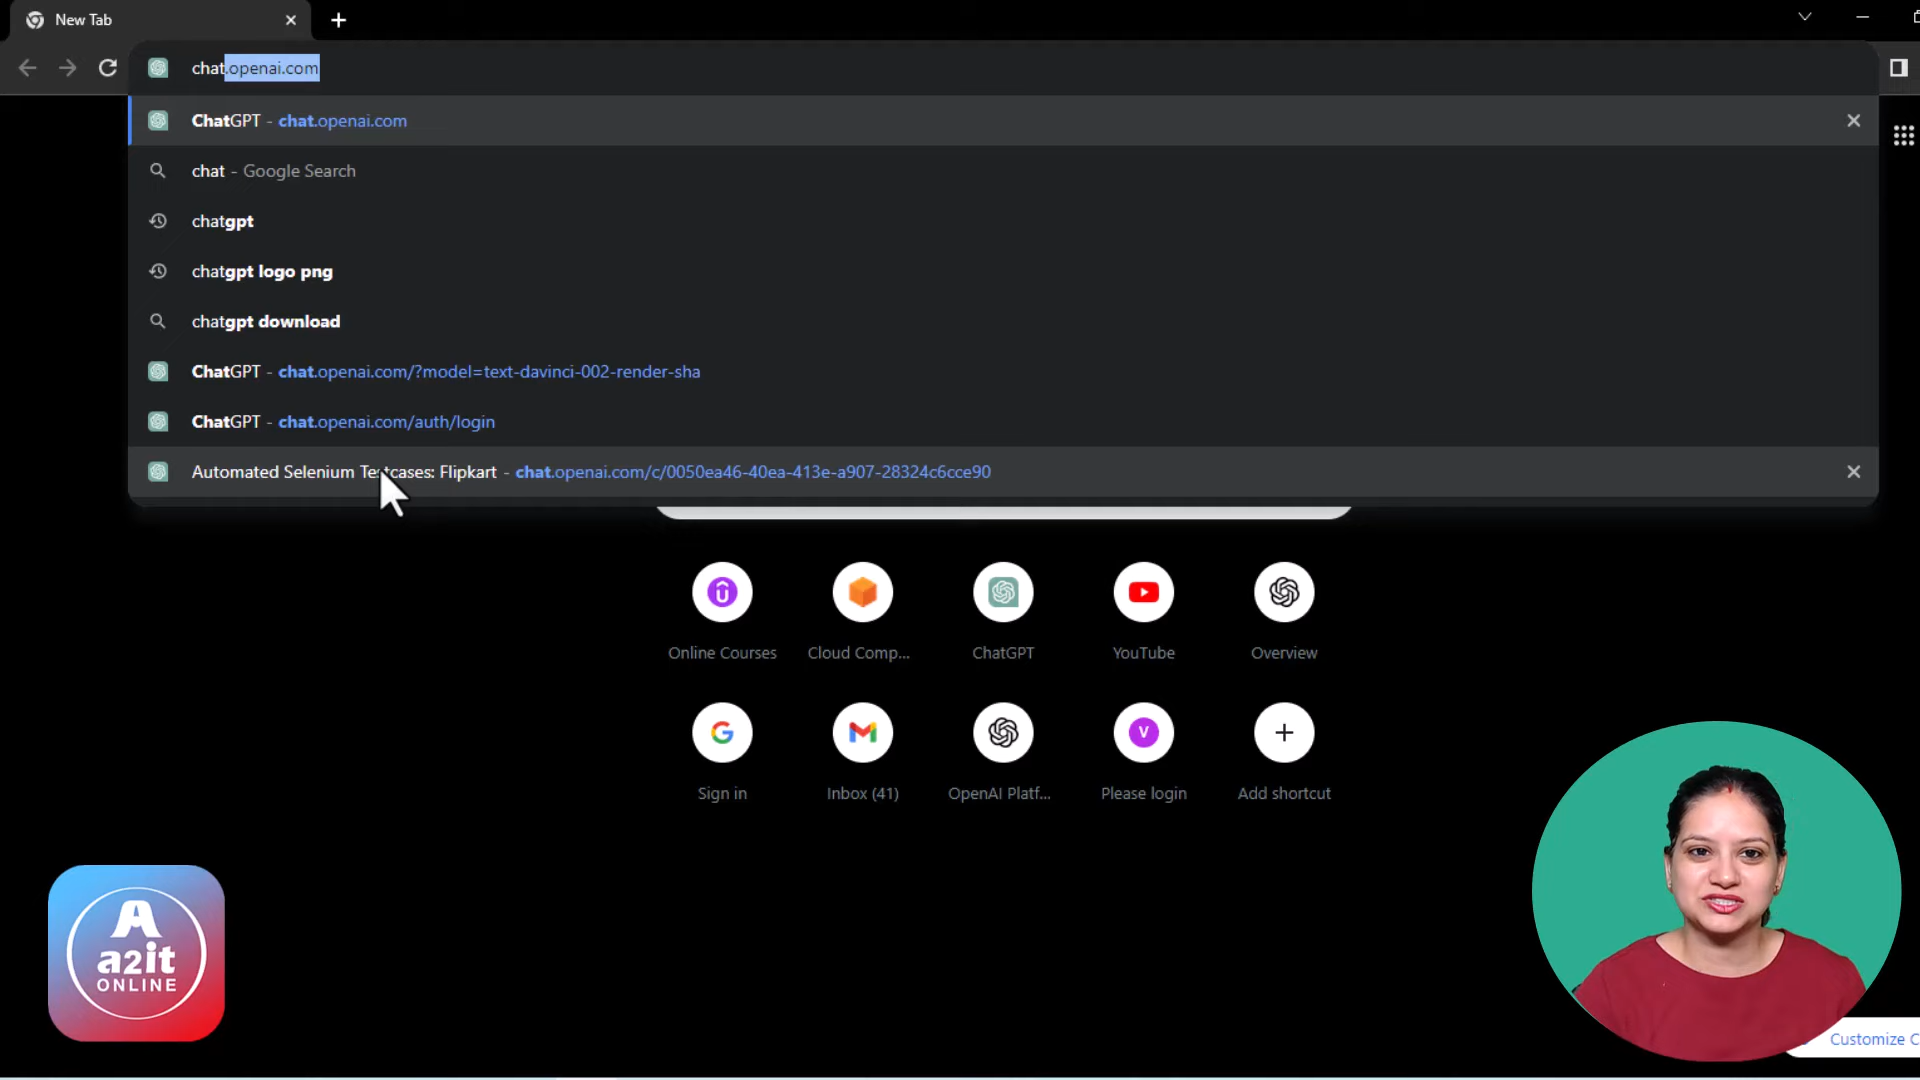 New Tab
chat.openai.com
ChatGPT - chat.openai.com
chat - Google Search
chatgpt
chatgpt logo png
chatgpt download
ChatGPT - chat.openai.com/?model=text-davinci-002-render-sha
ChatGPT - chat.openai.com/auth/login
Automated Selenium Testcases: Flipkart - chat.openai.com/c/0050ea46-40ea-413e-a907-28324c6cce90
Online Courses
Cloud Comp...
ChatGPT
YouTube
Overview
V
Sign in
Inbox (41)
OpenAI Platf...
Please login
Add shortcut
A
a2it
ONLINE
Customize C